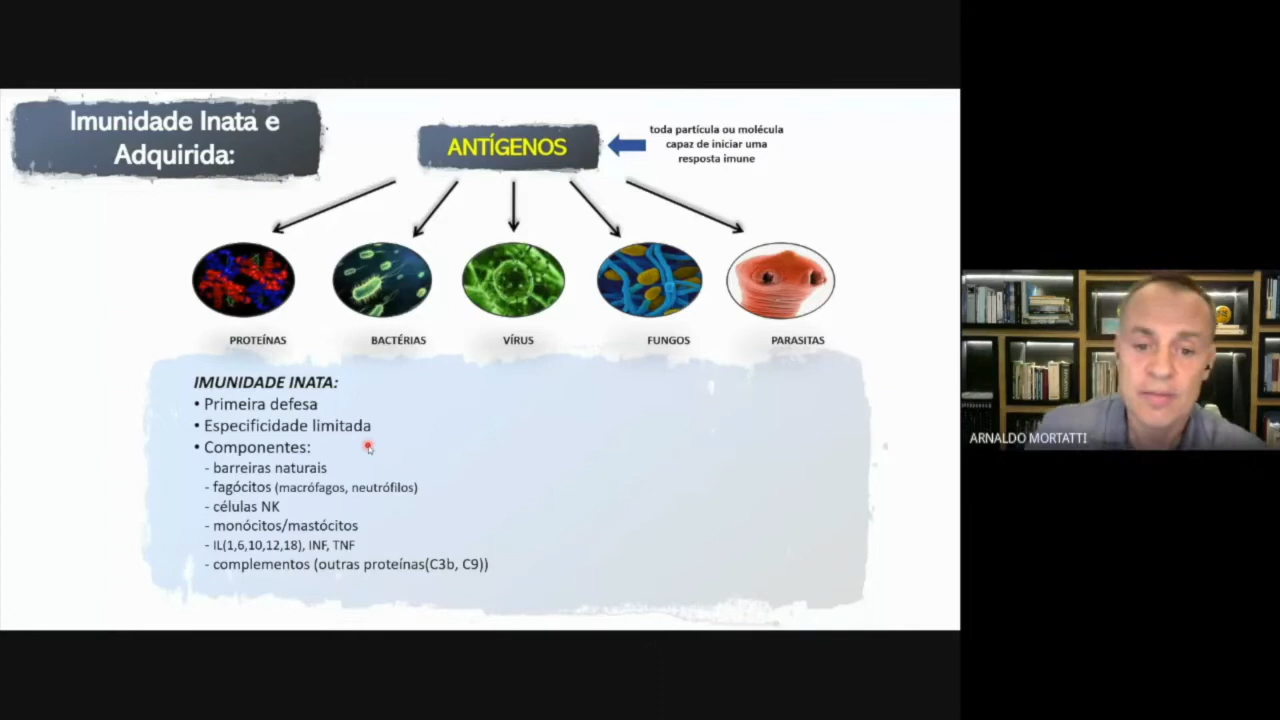 Imunidade Inata e
Adquirida:
ANTÍGENOS
toda partícula ou molécula
capaz de iniciar uma
resposta imune
PROTEÍNAS
BACTÉRIAS
VÍRUS
FUNGOS
PARASITAS
IMUNIDADE INATA:
• Primeira defesa
• Especificidade limitada
• Componentes:
- barreiras naturais
- fagócitos (macrófagos, neutrófilos)
- células NK
- monócitos/mastócitos
- IL(1,6,10,12,18), INF, TNF
- complementos (outras proteínas(C3b, C9))
ARNALDO MORTATTI